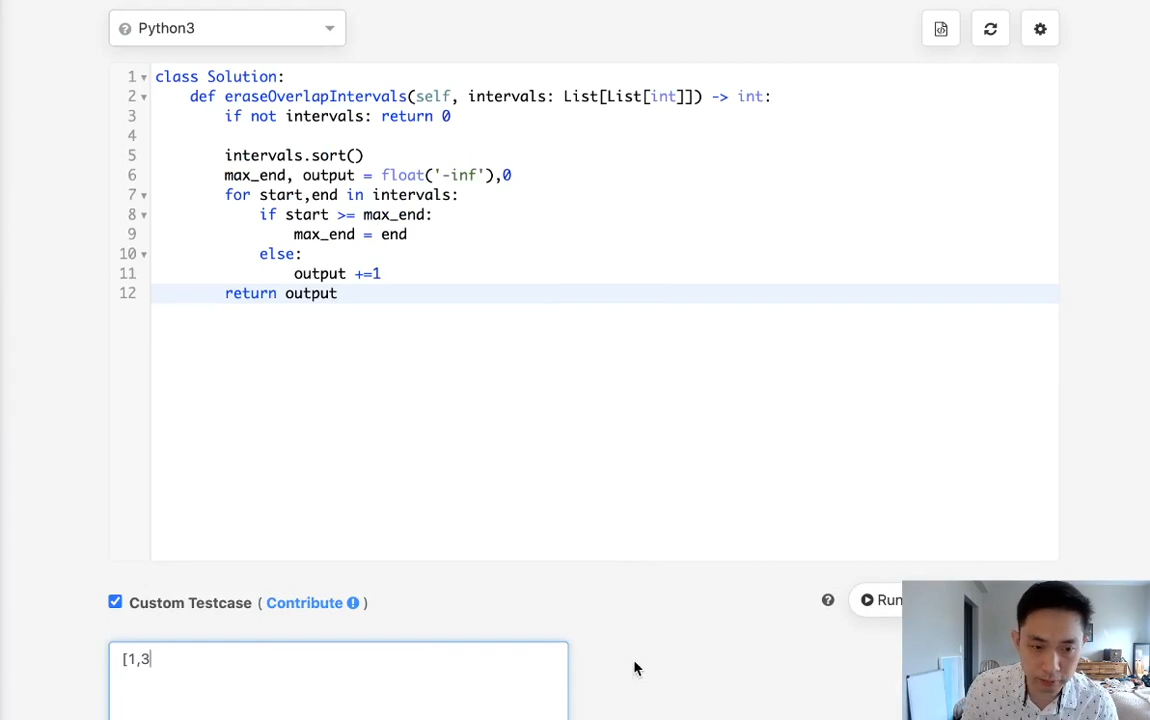 Python3
1 class Solution:
2 def eraseOverlapIntervals(self, intervals: List[List[int]]) -> int:
3 if not intervals: return 0
4
5 intervals.sort()
6 max_end, output = float('-inf'),0
7 for start,end in intervals:
8 if start >= max_end:
9 max_end = end
10 else:
11 output +=1
12 return output
Custom Testcase ( Contribute )
Run
[1,3